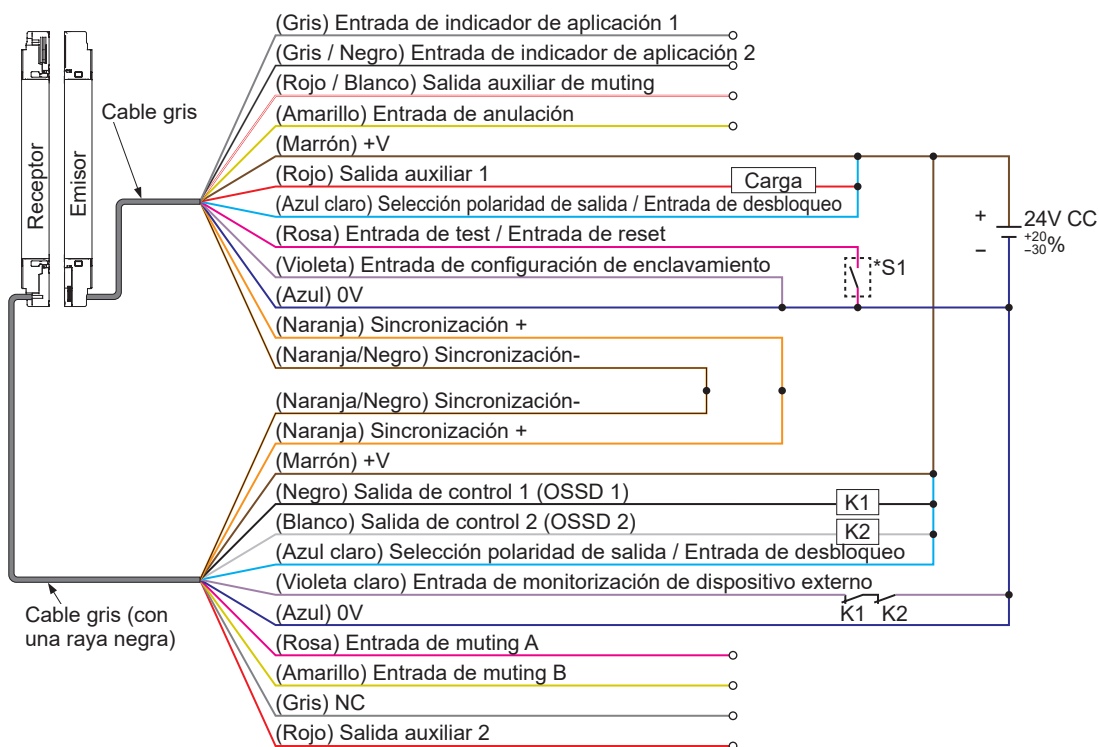 (Gris) Entrada de indicador de aplicación 1
(Gris / Negro) Entrada de indicador de aplicación 2
(Rojo / Blanco) Salida auxiliar de muting
(Amarillo) Entrada de anulación
(Marrón) +V
(Rojo) Salida auxiliar 1
Carga
(Azul claro) Selección polaridad de salida / Entrada de desbloqueo
(Rosa) Entrada de test / Entrada de reset
(Violeta) Entrada de configuración de enclavamiento
*S1
(Azul) 0V
(Naranja) Sincronización +
(Naranja/Negro) Sincronización-
+
−
24V CC
+20
−30 %
Cable gris
Receptor
Emisor
(Naranja/Negro) Sincronización-
(Naranja) Sincronización +
(Marrón) +V
(Negro) Salida de control 1 (OSSD 1)
K1
(Blanco) Salida de control 2 (OSSD 2)
K2
(Azul claro) Selección polaridad de salida / Entrada de desbloqueo
(Violeta claro) Entrada de monitorización de dispositivo externo
K1 K2
(Azul) 0V
(Rosa) Entrada de muting A
(Amarillo) Entrada de muting B
(Gris) NC
(Rojo) Salida auxiliar 2
Cable gris (con
una raya negra)